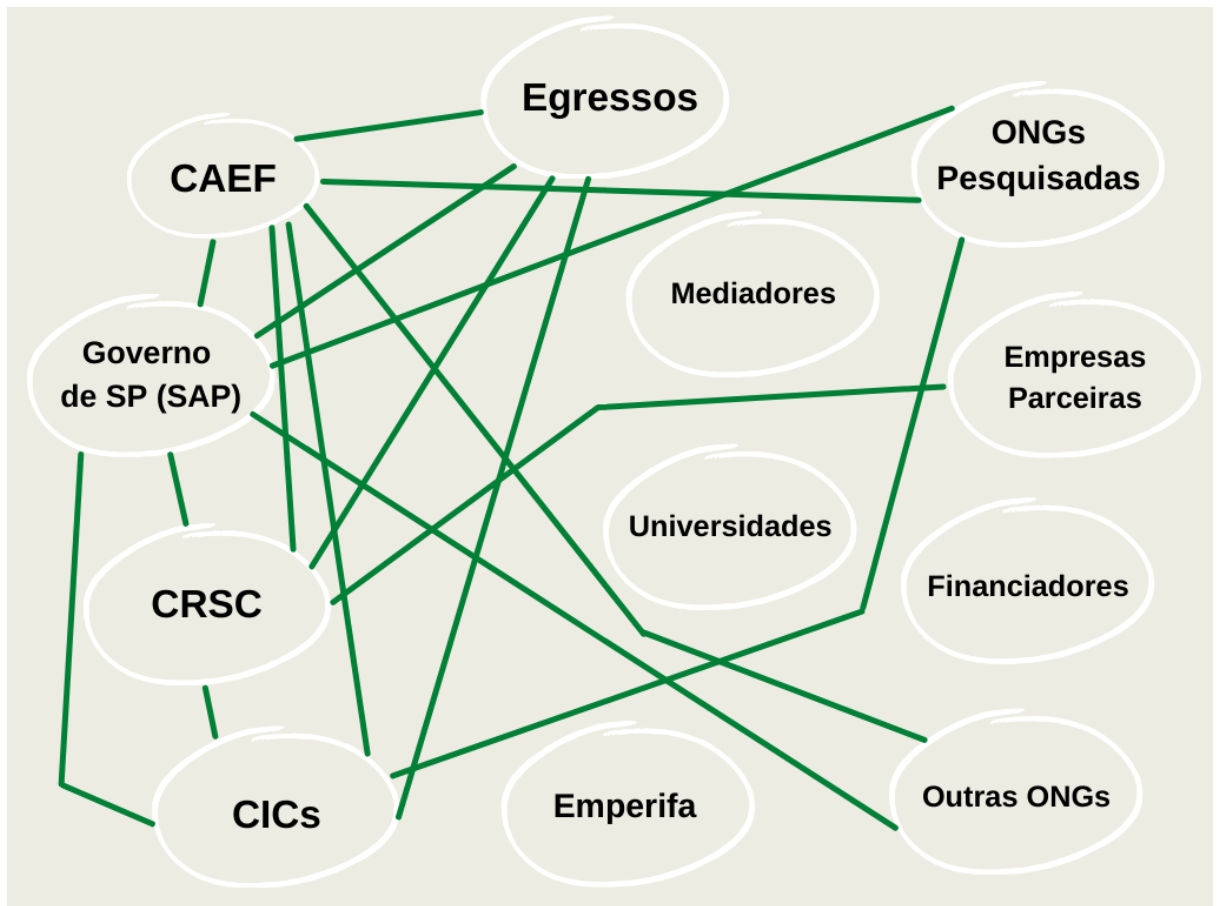 Egressos
ONGs
Pesquisadas
CAEF
Mediadores
Governo
de SP (SAP)
Empresas
Parceiras
Universidades
Financiadores
CRSC
CICs
Emperifa
Outras ONGs